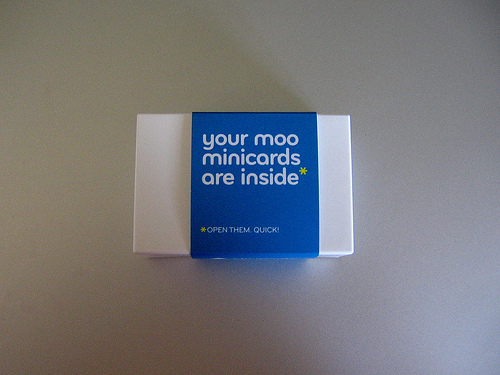 your moo
minicards
are inside*
*OPEN THEM. QUICK!